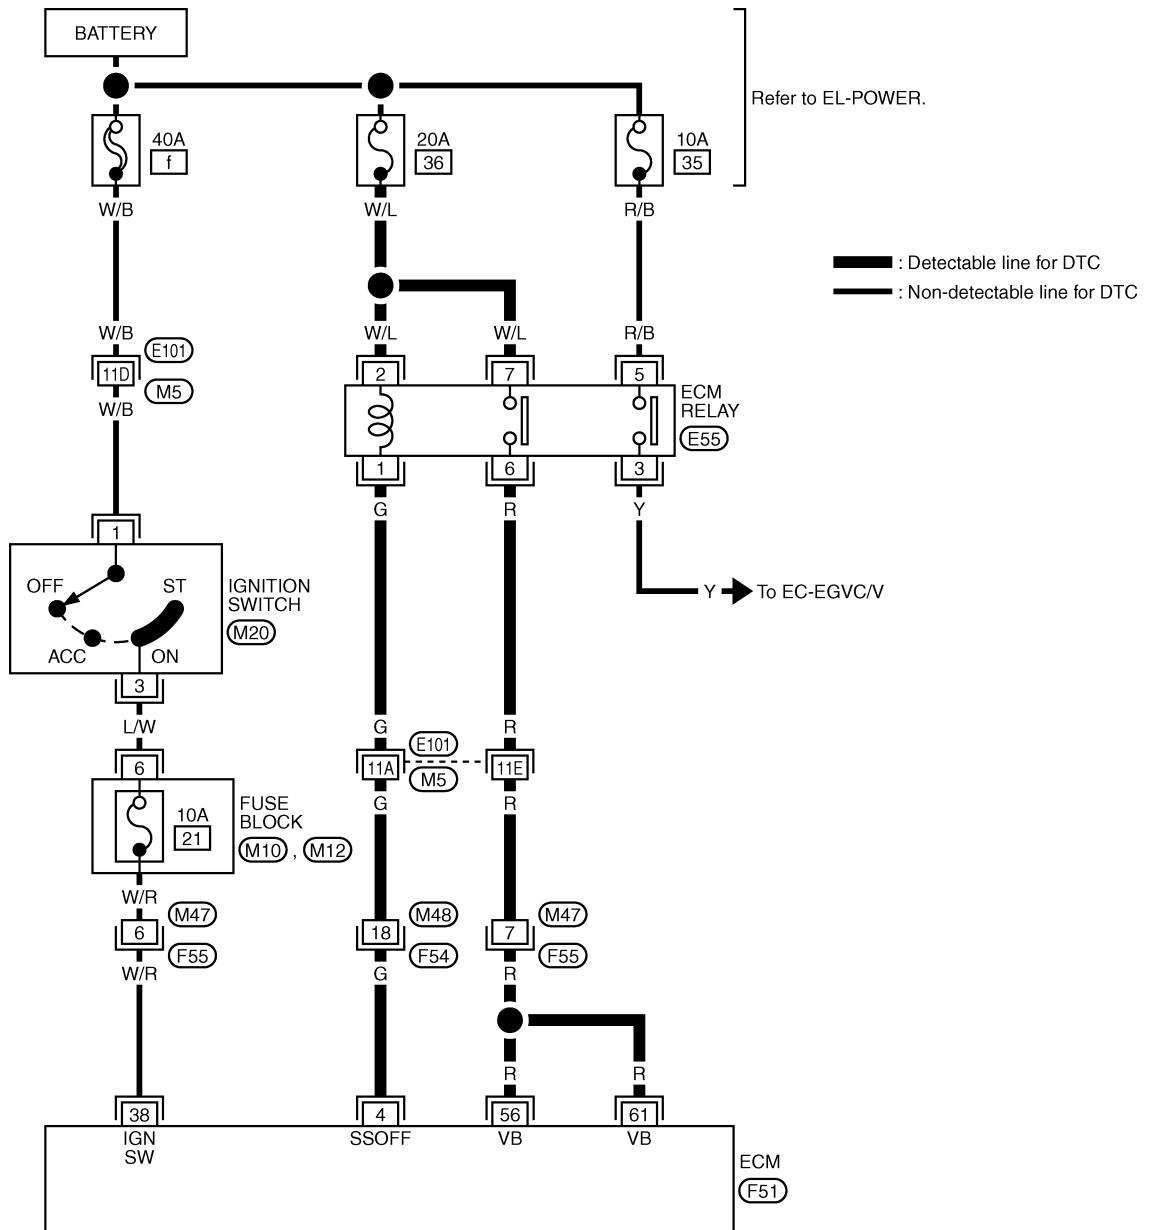 BATTERY
Refer to EL-POWER.
40A
f
20A
36
10A
35
W/B
W/L
R/B
: Detectable line for DTC
: Non-detectable line for DTC
W/B
W/L
W/L
R/B
E101
11D
M5
2
7
5
W/B
ECM
RELAY
E55
1
6
3
G
R
Y
1
OFF
ST
IGNITION
SWITCH
M20
ACC
ON
Y
To EC-EGVC/V
3
L/W
G
R
E101
6
11A
11E
M5
10A
21
FUSE
BLOCK
M10 , M12
G
R
W/R
M47
M48
M47
6
18
7
F55
F54
F55
W/R
G
R
R
R
38
4
56
61
IGN
SW
SSOFF
VB
VB
ECM
F51